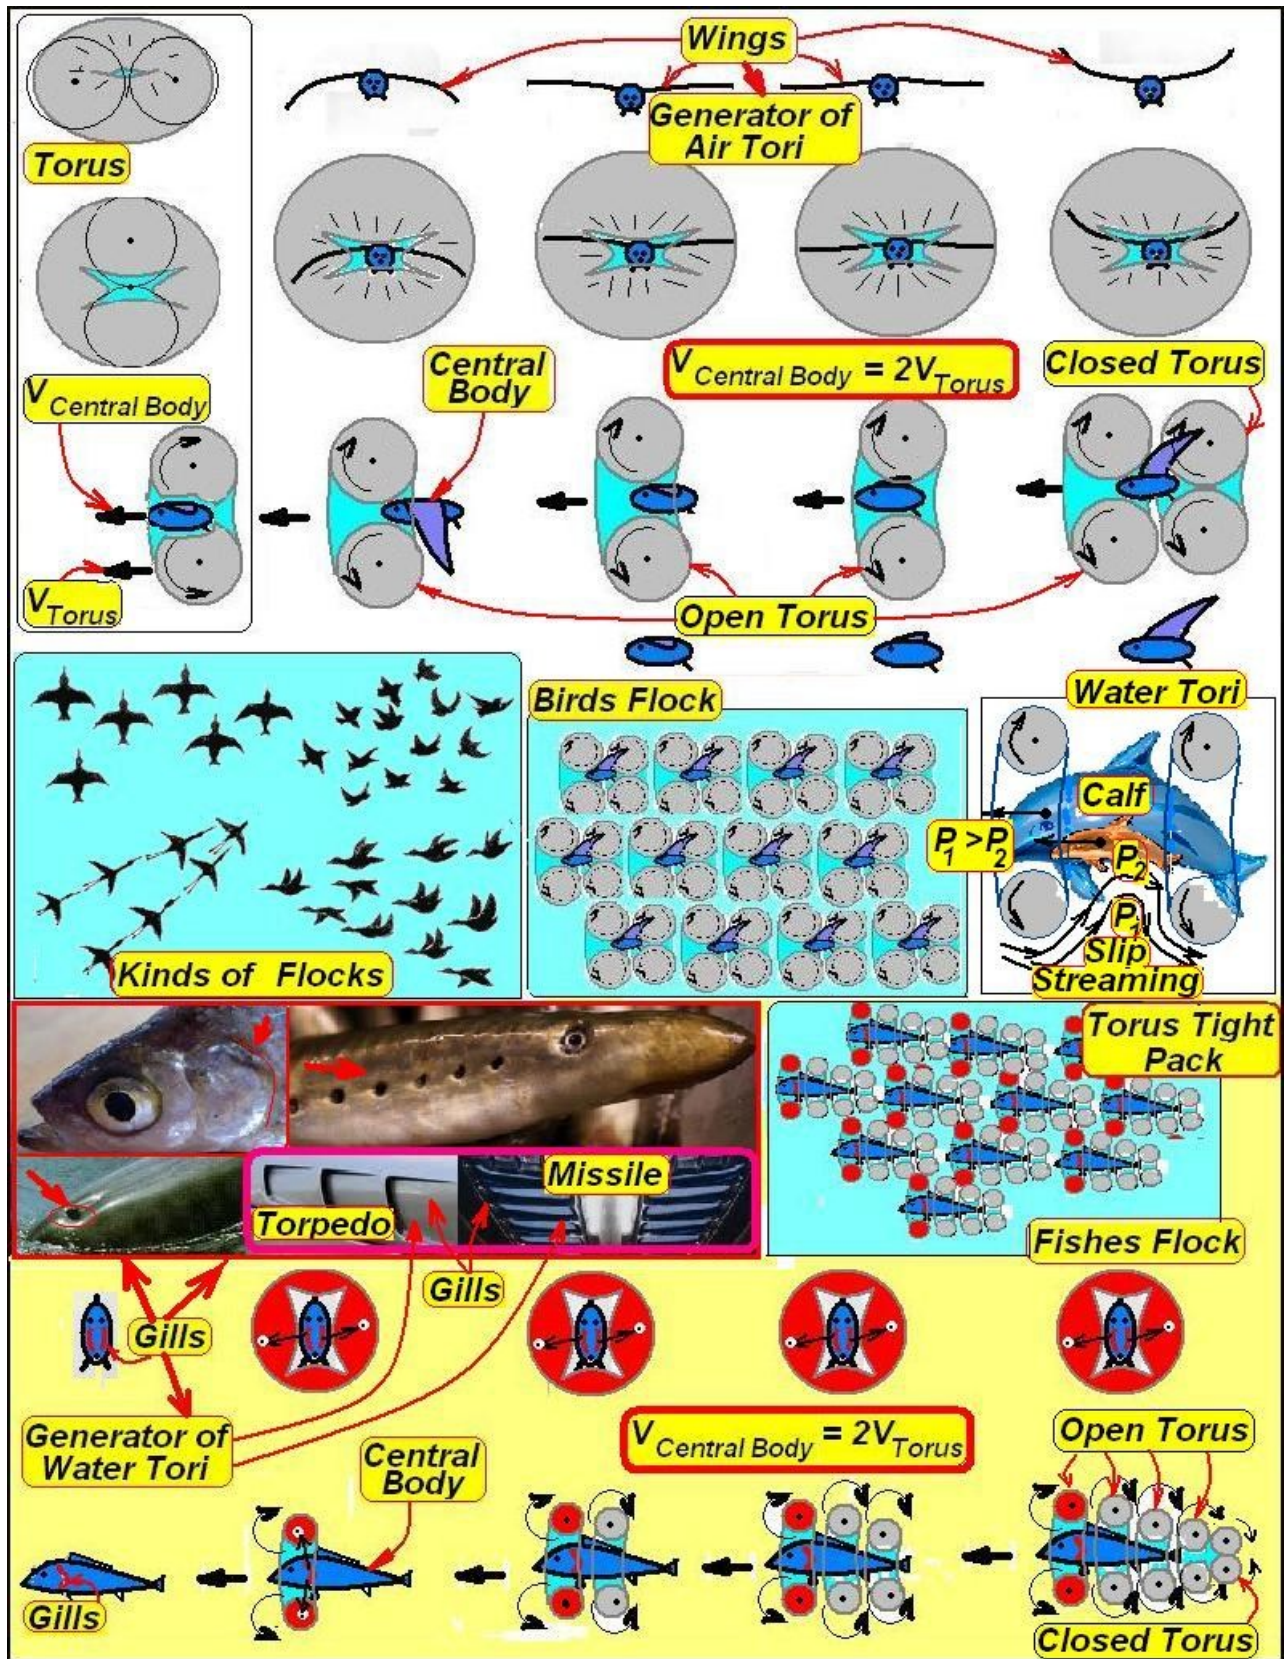 Wings
Generator of
Air Tori
Torus
V Central Body
Central
Body
V Central Body = 2V Torus
Closed Torus
V Torus
Open Torus
Birds Flock
Water Tori
Calf
P1 > P2
P2
P1
Slip
Streaming
Kinds of Flocks
Torus Tight
Pack
Missile
Torpedo
Fishes Flock
Gills
Gills
Generator of
Water Tori
Central
Body
V Central Body = 2V Torus
Open Torus
Gills
Closed Torus